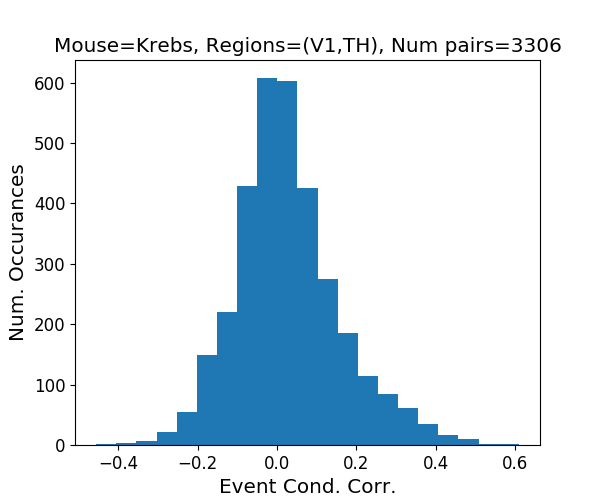 Mouse=Krebs, Regions=(V1,TH), Num pairs=3306
Num. Occurances
600
500
400
300
200
100
0
−0.4 −0.2 0.0 0.2 0.4 0.6
Event Cond. Corr.